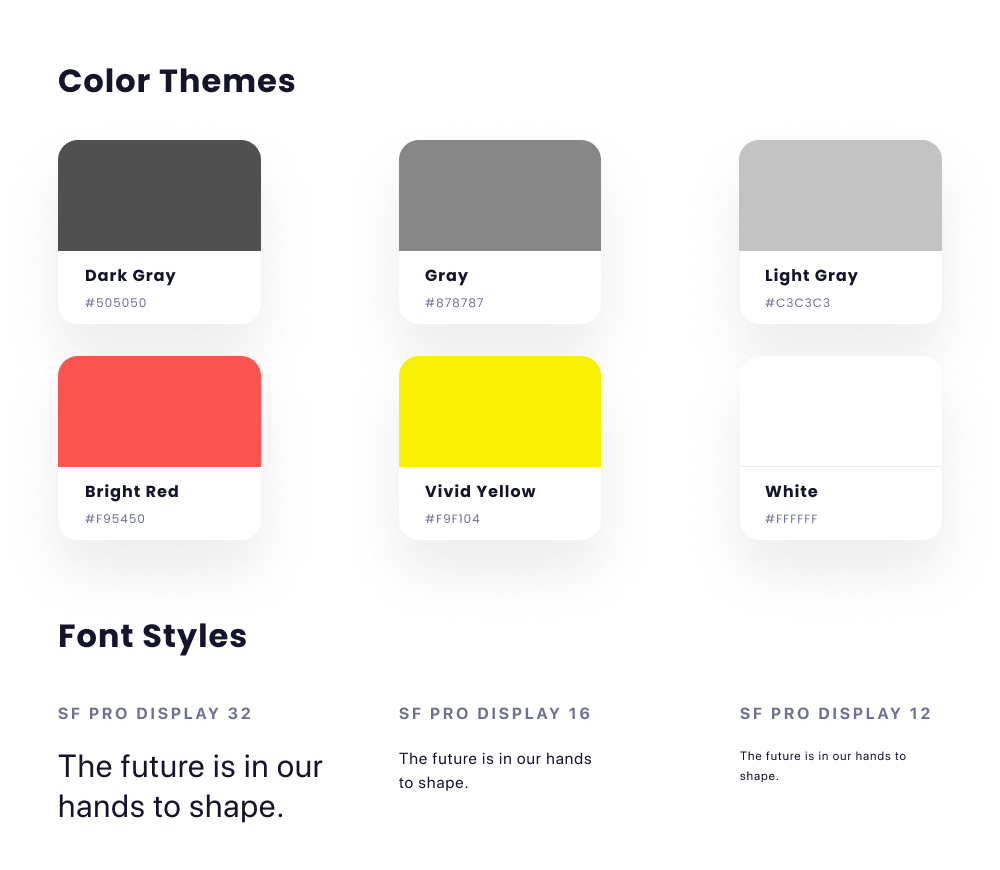 Color Themes
Dark Gray
#505050
Gray
#878787
Light Gray
#C3C3C3
Bright Red
#F95450
Vivid Yellow
#F9F104
White
#FFFFFF
Font Styles
SF PRO DISPLAY 32
The future is in our
hands to shape.
SF PRO DISPLAY 16
The future is in our hands
to shape.
SF PRO DISPLAY 12
The future is in our hands to
shape.